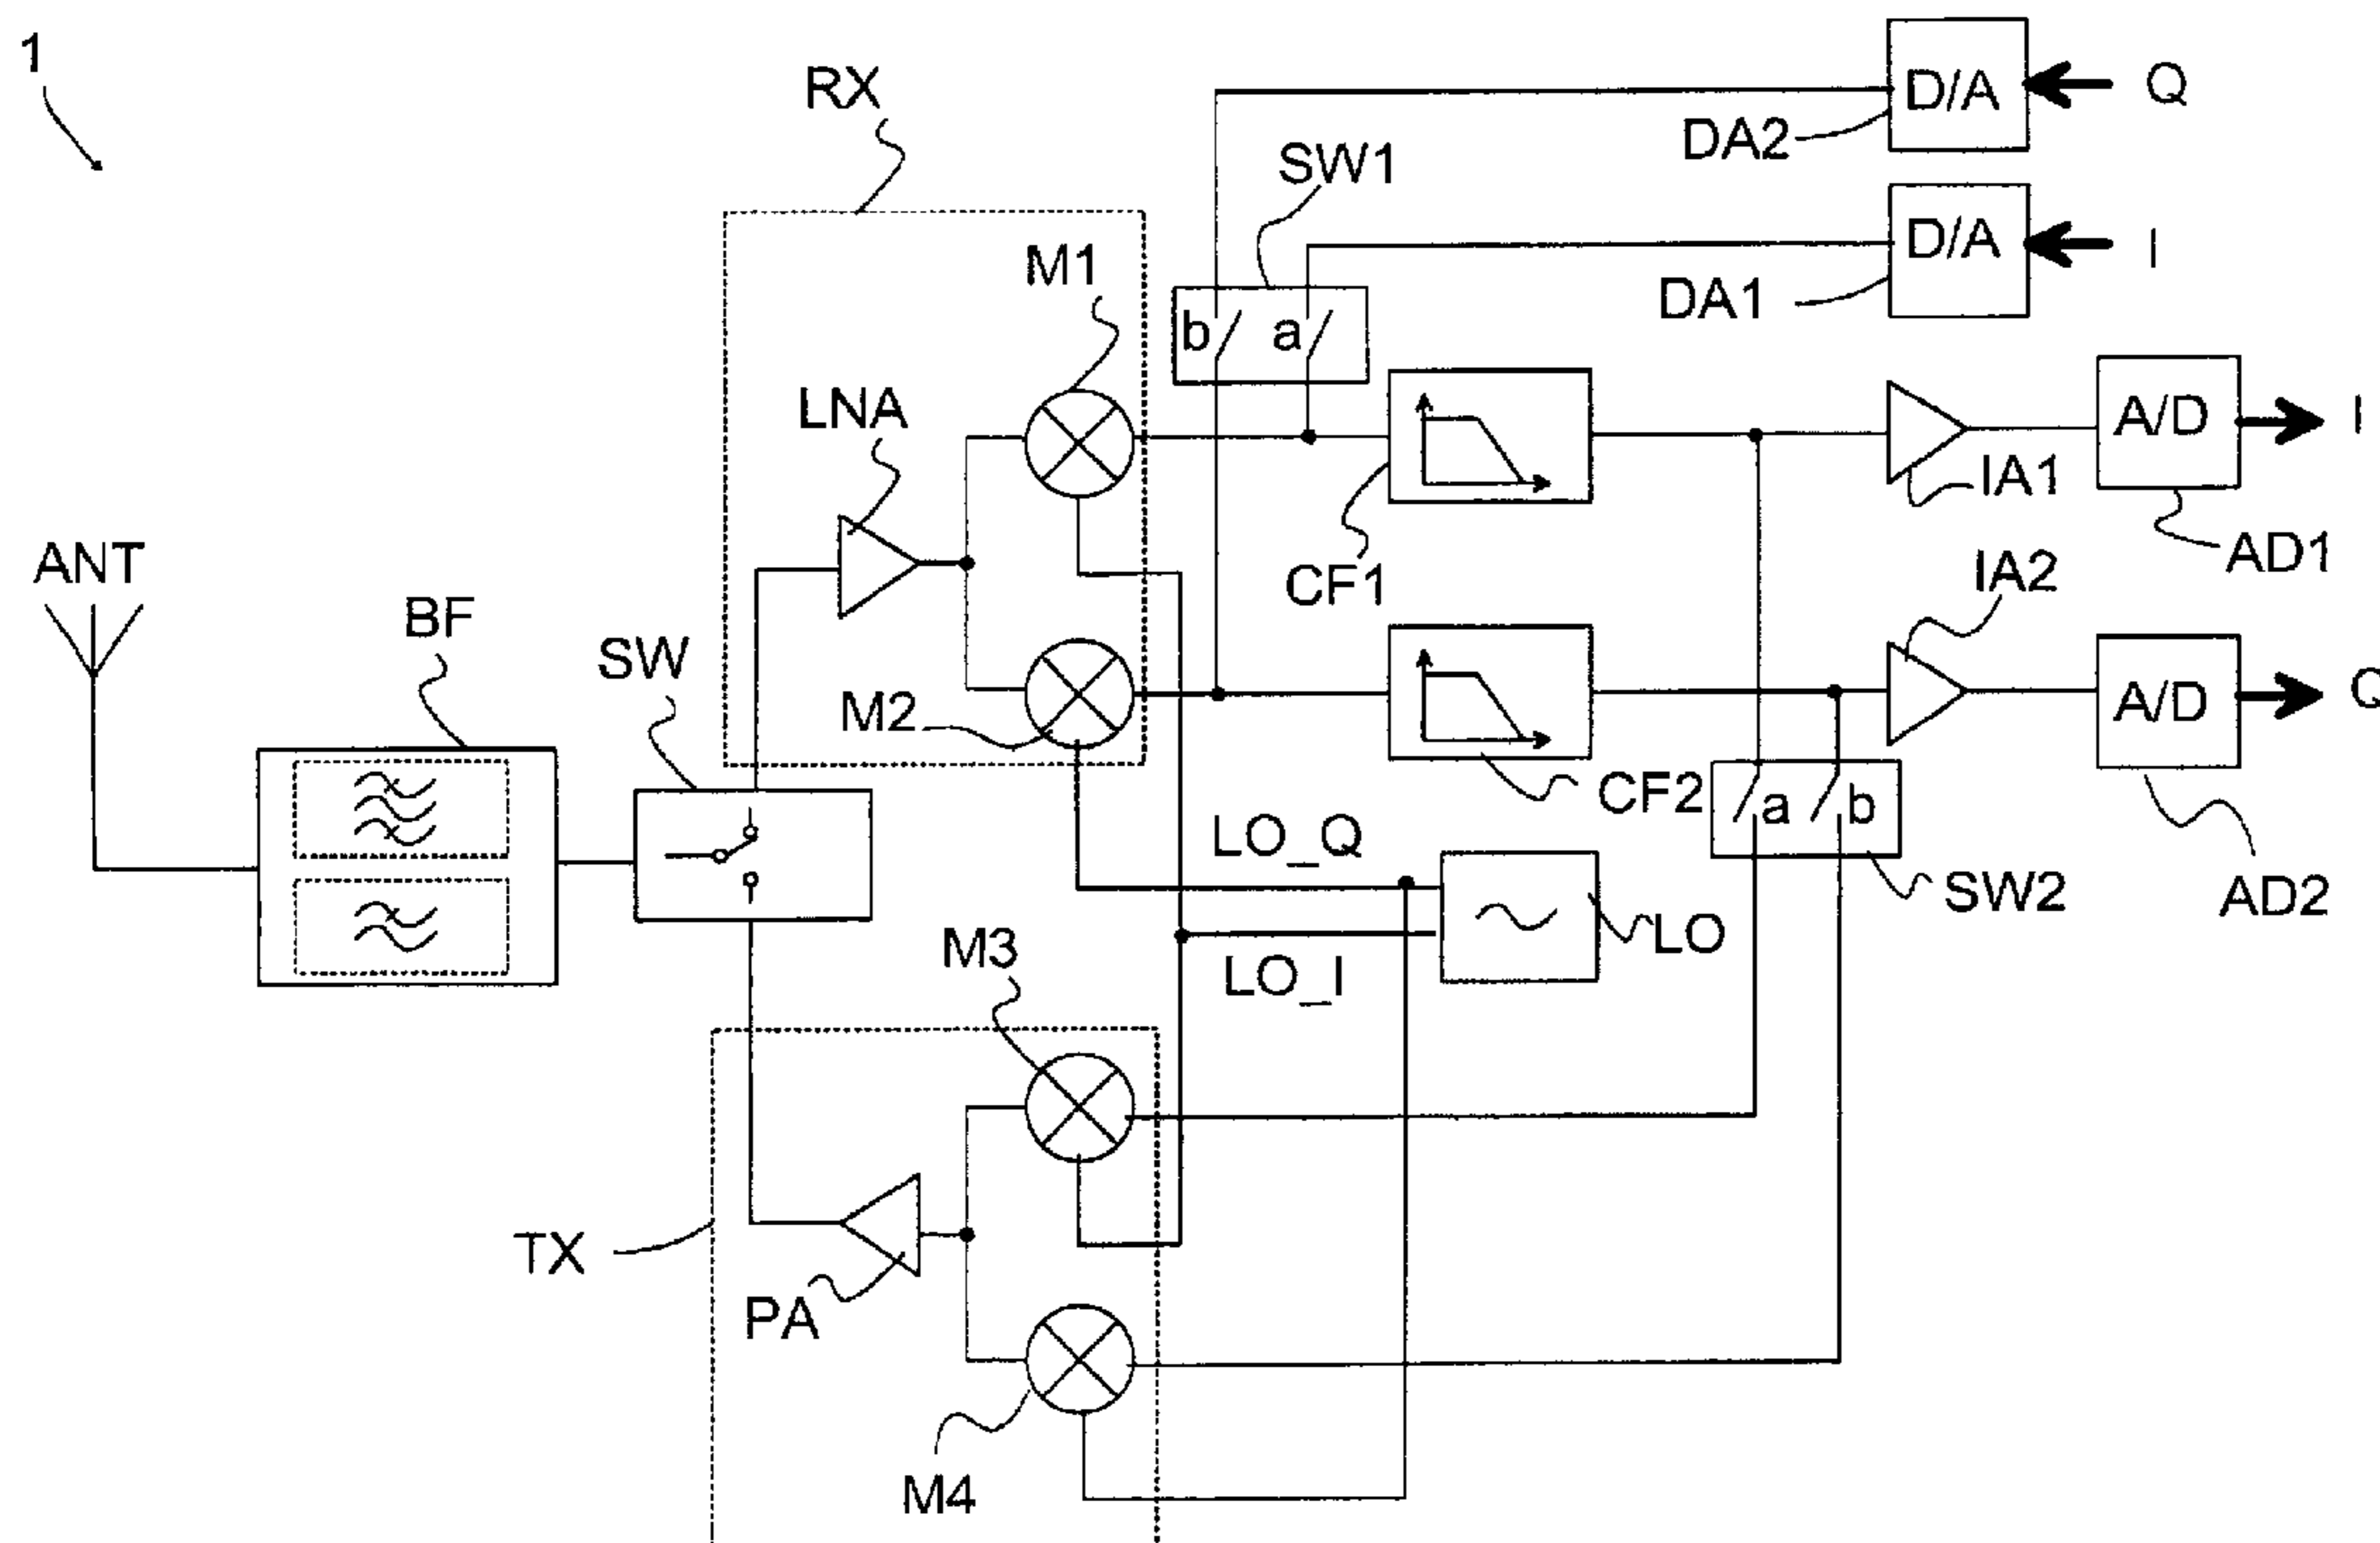 1
RX
D/A
Q
DA2
SW1
D/A
I
DA1
M1
b
a
LNA
A/D
I
IA1
AD1
CF1
ANT
BF
SW
IA2
M2
A/D
Q
CF2
a
b
LO_Q
SW2
AD2
LO
M3
LO_I
TX
PA
M4